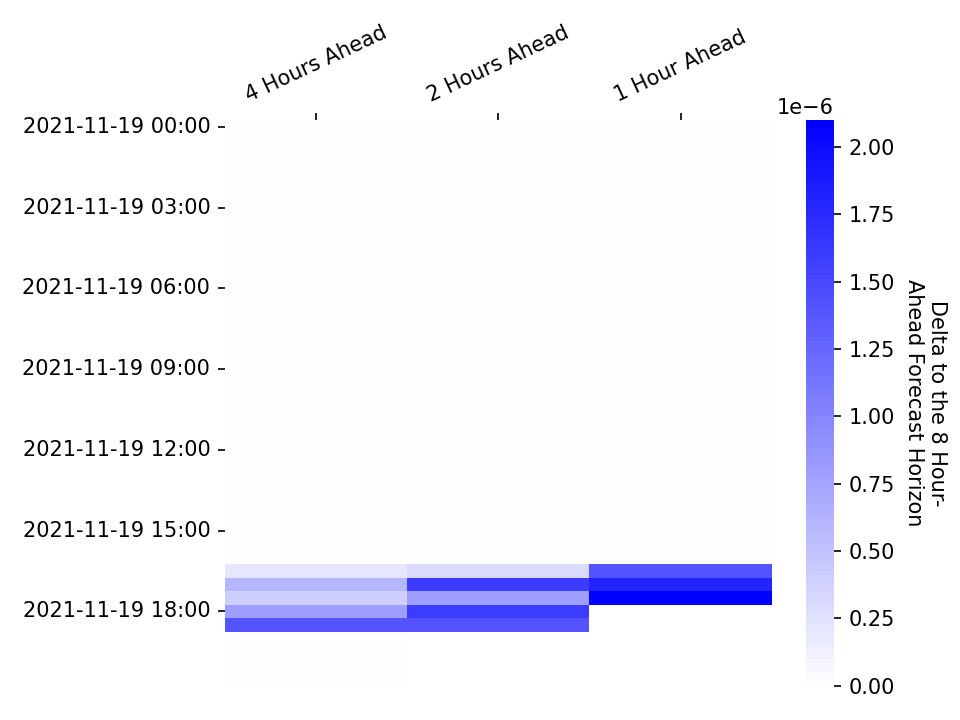 4 Hours Ahead
2 Hours Ahead
1 Hour Ahead
1e−6
2021-11-19 00:00
2021-11-19 03:00
2021-11-19 06:00
2021-11-19 09:00
2021-11-19 12:00
2021-11-19 15:00
2021-11-19 18:00
2.00
1.75
1.50
1.25
1.00
0.75
0.50
0.25
0.00
Delta to the 8 Hour-
Ahead Forecast Horizon